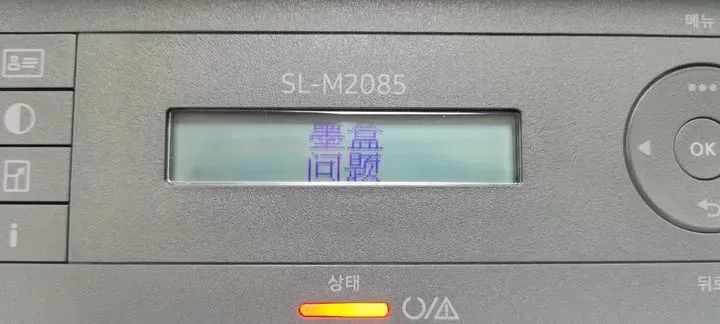 메뉴
SL-M2085
墨盒
问题
OK
상태
뒤로